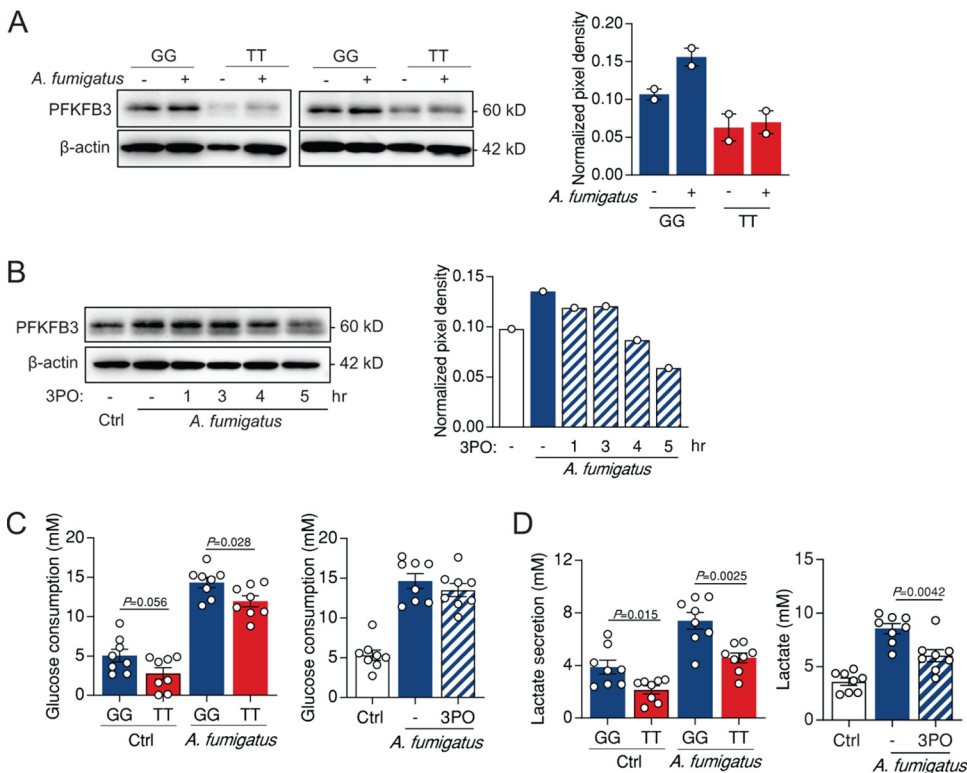 A
GG TT GG TT
A. fumigatus - + - + - + - +
PFKFB3 - 60 kD
β-actin - 42 kD
Normalized pixel density
0.20
0.15
0.10
0.05
0.00
A. fumigatus - + - +
GG TT
B
PFKFB3 - 60 kD
β-actin - 42 kD
3PO: - - 1 3 4 5 hr
Ctrl A. fumigatus
Normalized pixel density
0.15
0.10
0.05
0.00
3PO: - - 1 3 4 5 hr
A. fumigatus
C
Glucose consumption (mM)
20
15
10
5
0
P=0.056
P=0.028
GG TT GG TT
Ctrl A. fumigatus
Glucose consumption (mM)
20
15
10
5
0
Ctrl - 3PO
A. fumigatus
D
Lactate secretion (mM)
12
8
4
0
P=0.015
P=0.0025
GG TT GG TT
Ctrl A. fumigatus
Lactate (mM)
15
10
5
0
P=0.0042
Ctrl - 3PO
A. fumigatus